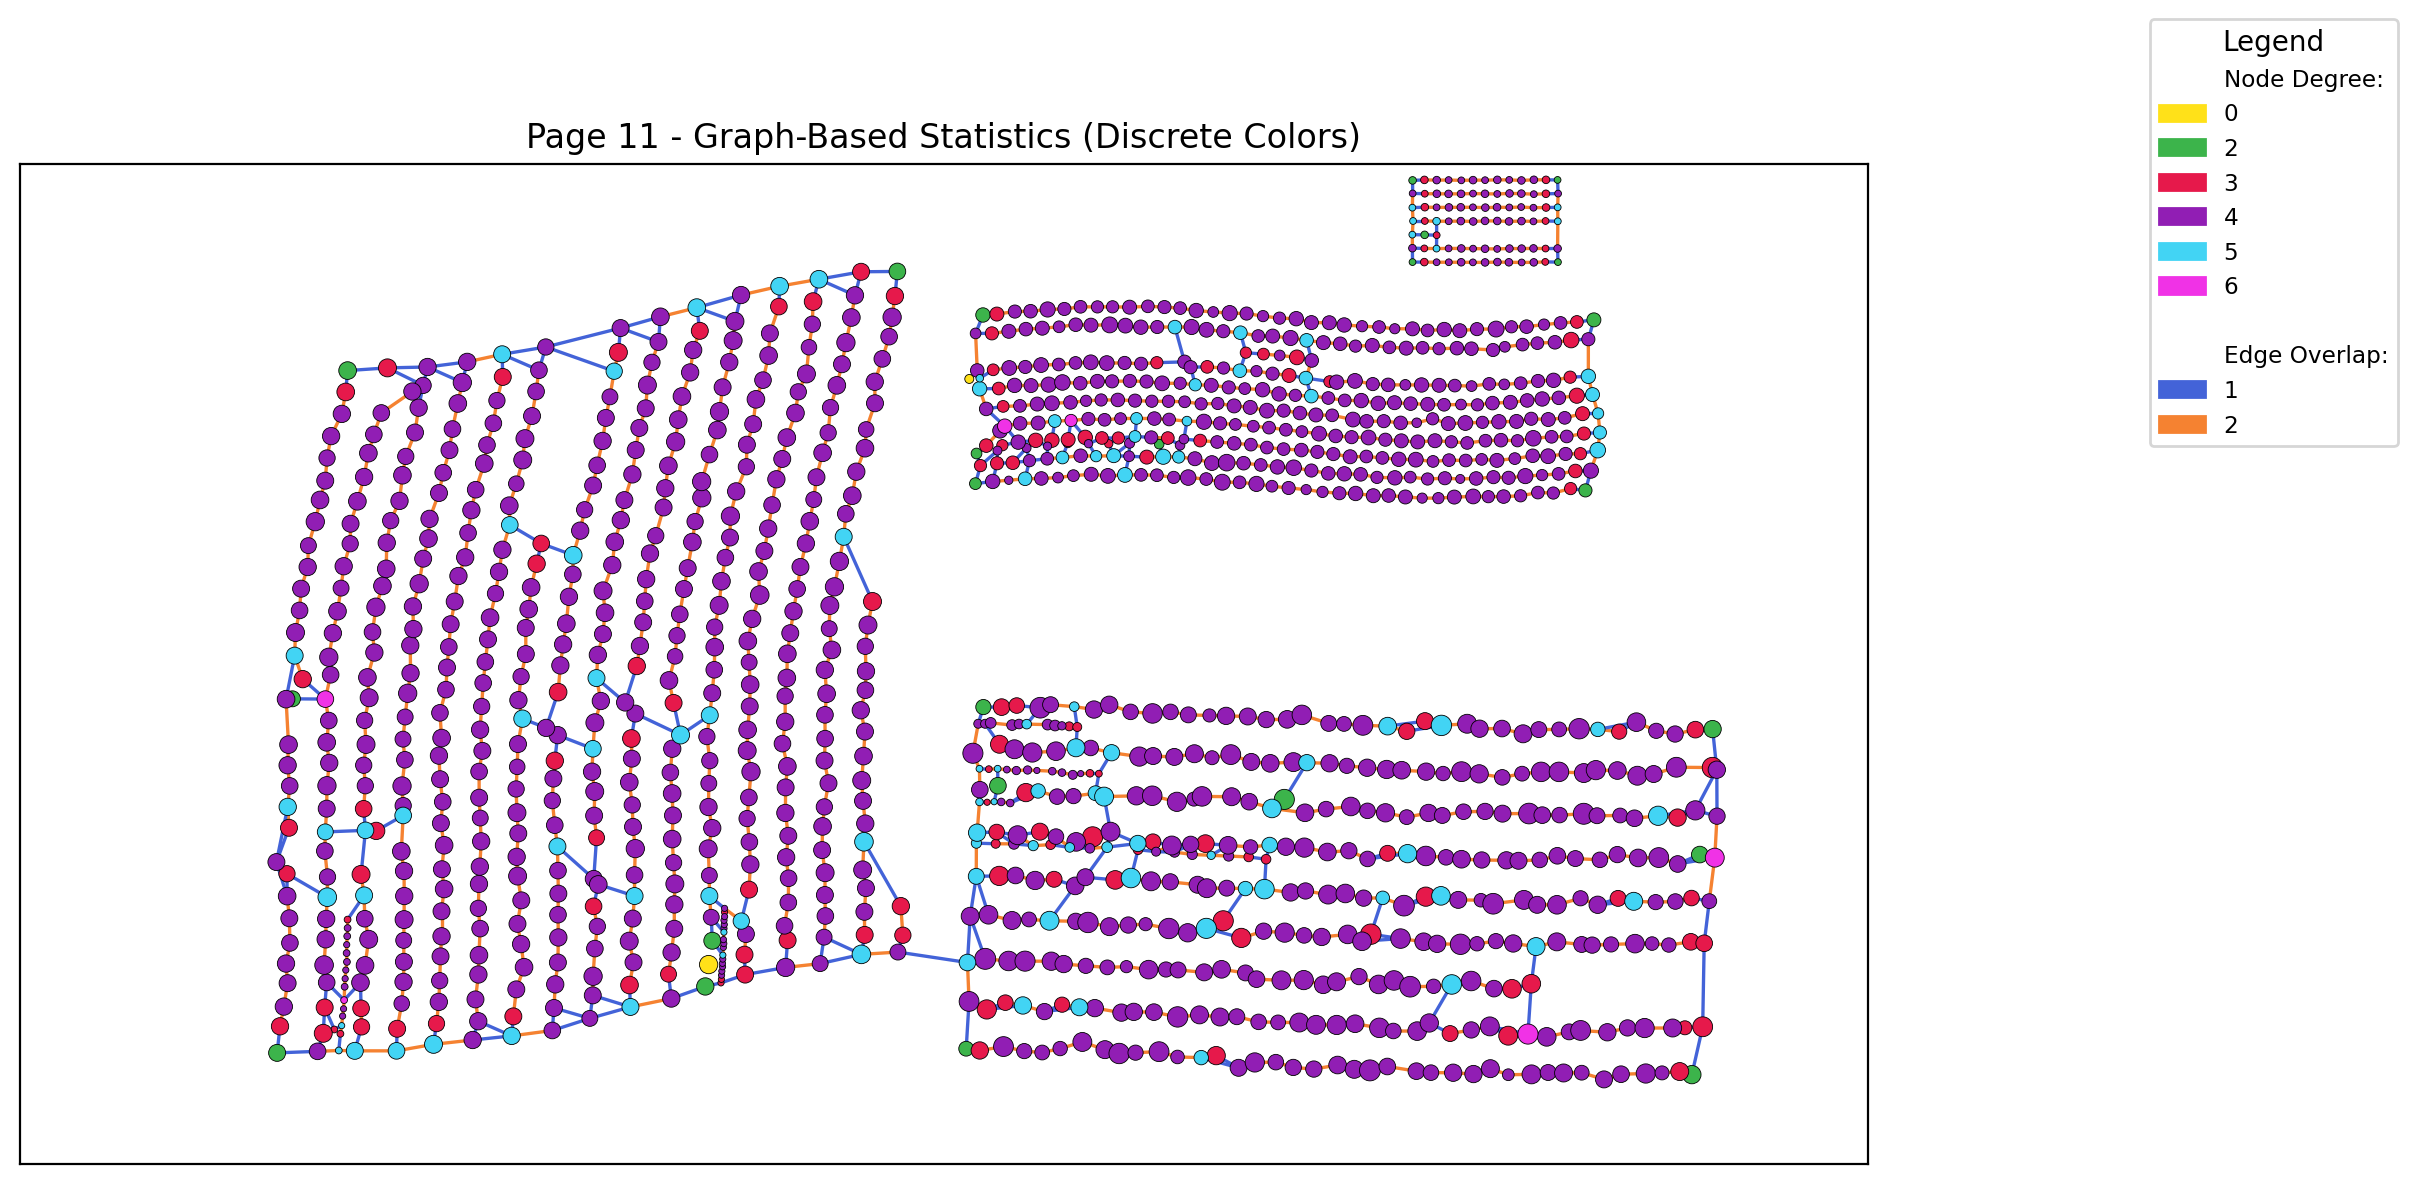 Page 11 - Graph-Based Statistics (Discrete Colors)
Legend
Node Degree:
0
2
3
4
5
6
Edge Overlap:
1
2